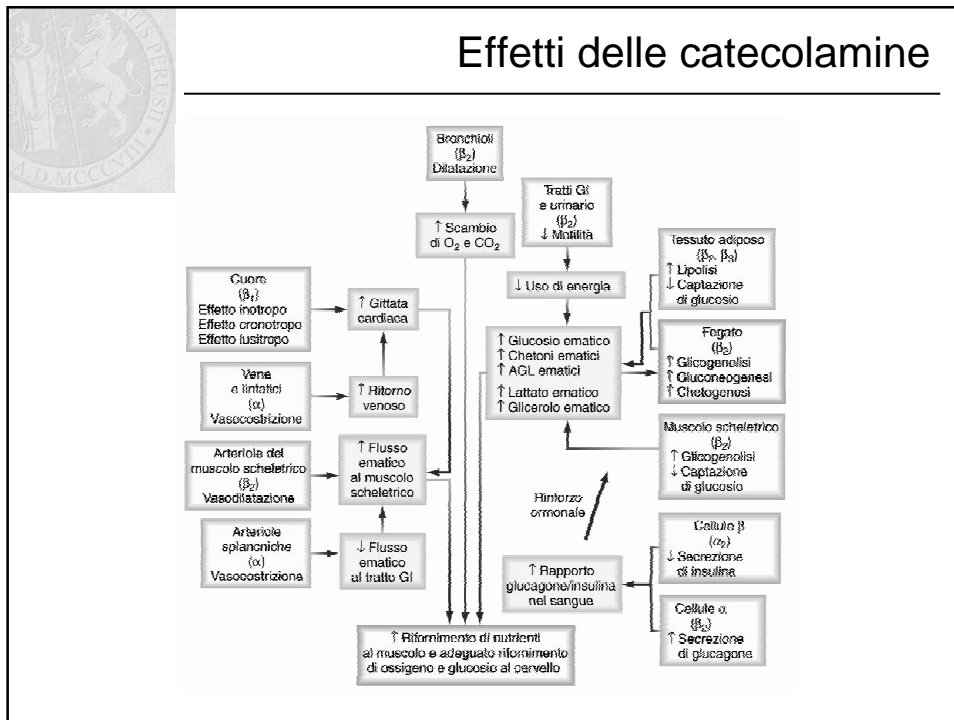 Effetti delle catecolamine
A.D. MCCCVIII
Bronchioli
(β₂)
Dilatazione
Tratti GI
e urinario
(β₂)
↓ Motilità
↑ Scambio
di O₂ e CO₂
Tessuto adiposo
(β₂, β₃)
↑ Lipolisi
↓ Captazione
di glucosio
Cuore
(β₁)
Effetto inotropo
Effetto cronotropo
Effetto lusitropo
↑ Gittata
cardiaca
↓ Uso di energia
↑ Glucosio ematico
↑ Chetoni ematici
↑ AGL ematici
↑ Lattato ematico
↑ Glicerolo ematico
Fegato
(β₂)
↑ Glicogenolisi
↑ Gluconeogenesi
↑ Chetogenesi
Vene
e linfatici
(α)
Vasocostrizione
↑ Ritorno
venoso
Muscolo scheletrico
(β₂)
↑ Glicogenolisi
↓ Captazione
di glucosio
Arteriole del
muscolo scheletrico
(β₂)
Vasodilatazione
↑ Flusso
ematico
al muscolo
scheletrico
Rinforzo
ormonale
Arteriole
splancniche
(α)
Vasocostrizione
↓ Flusso
ematico
al tratto GI
↑ Rapporto
glucagone/insulina
nel sangue
Cellule β
(α₂)
↓ Secrezione
di insulina
Cellule α
(β₂)
↑ Secrezione
di glucagone
↑ Rifornimento di nutrienti
al muscolo e adeguato rifornimento
di ossigeno e glucosio al cervello